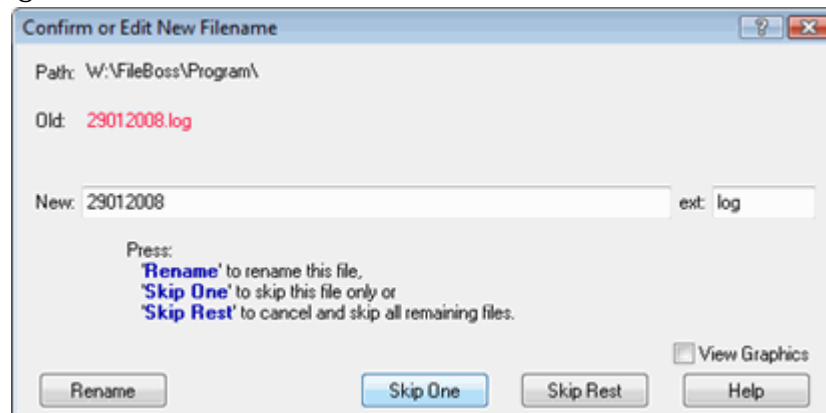 Confirm or Edit New Filename
Path: W:\FileBoss\Program\
Old: 29012008.log
New: 29012008 ext: log
Press:
'Rename' to rename this file,
'Skip One' to skip this file only or
'Skip Rest' to cancel and skip all remaining files.
View Graphics
Rename Skip One Skip Rest Help